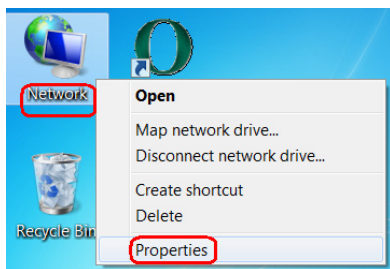 Network
Open
Map network drive...
Disconnect network drive...
Create shortcut
Delete
Recycle Bin
Properties